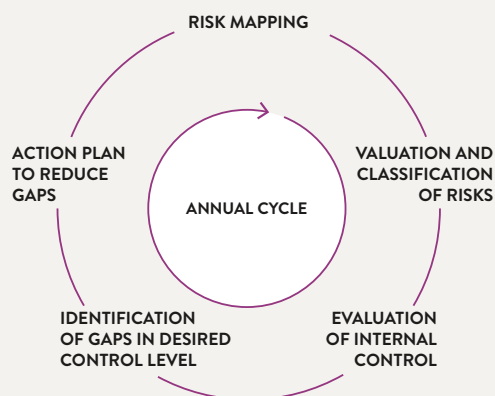 RISK MAPPING
VALUATION AND
CLASSIFICATION
OF RISKS
EVALUATION
OF INTERNAL
CONTROL
IDENTIFICATION
OF GAPS IN DESIRED
CONTROL LEVEL
ACTION PLAN
TO REDUCE
GAPS
ANNUAL CYCLE